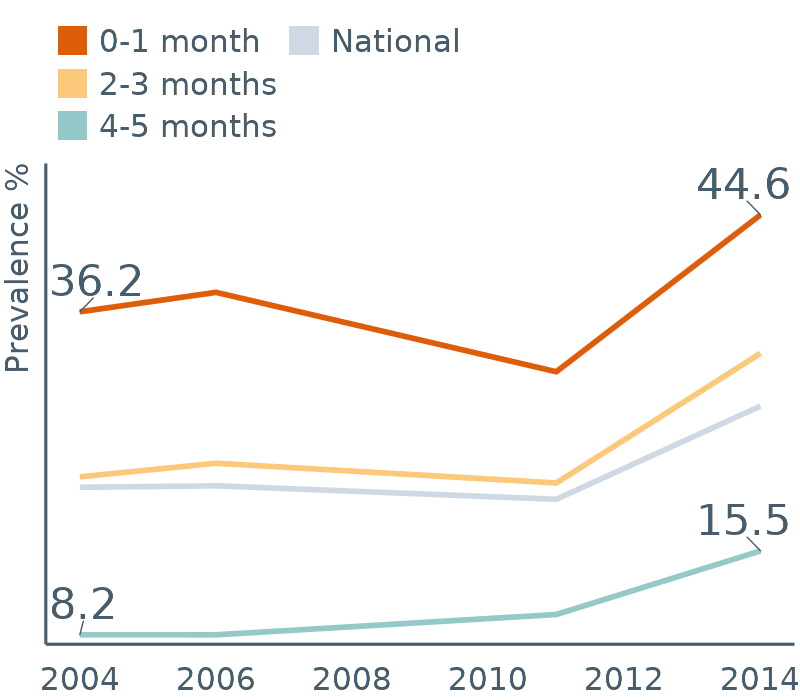 0-1 month National
2-3 months
4-5 months
Prevalence %
44.6
36.2
15.5
8.2
2004 2006 2008 2010 2012 2014